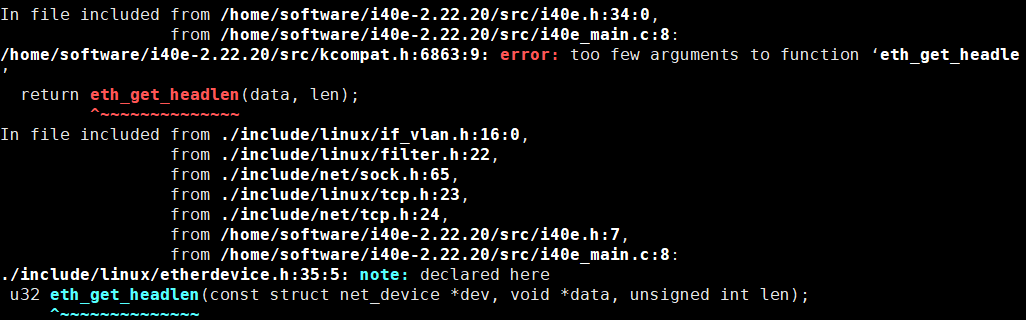 In file included from /home/software/i40e-2.22.20/src/i40e.h:34:0,
                 from /home/software/i40e-2.22.20/src/i40e_main.c:8:
/home/software/i40e-2.22.20/src/kcompat.h:6863:9: error: too few arguments to function ‘eth_get_headle
’
  return eth_get_headlen(data, len);
         ^~~~~~~~~~~~~~~
In file included from ./include/linux/if_vlan.h:16:0,
                 from ./include/linux/filter.h:22,
                 from ./include/net/sock.h:65,
                 from ./include/linux/tcp.h:23,
                 from ./include/net/tcp.h:24,
                 from /home/software/i40e-2.22.20/src/i40e.h:7,
                 from /home/software/i40e-2.22.20/src/i40e_main.c:8:
./include/linux/etherdevice.h:35:5: note: declared here
 u32 eth_get_headlen(const struct net_device *dev, void *data, unsigned int len);
     ^~~~~~~~~~~~~~~